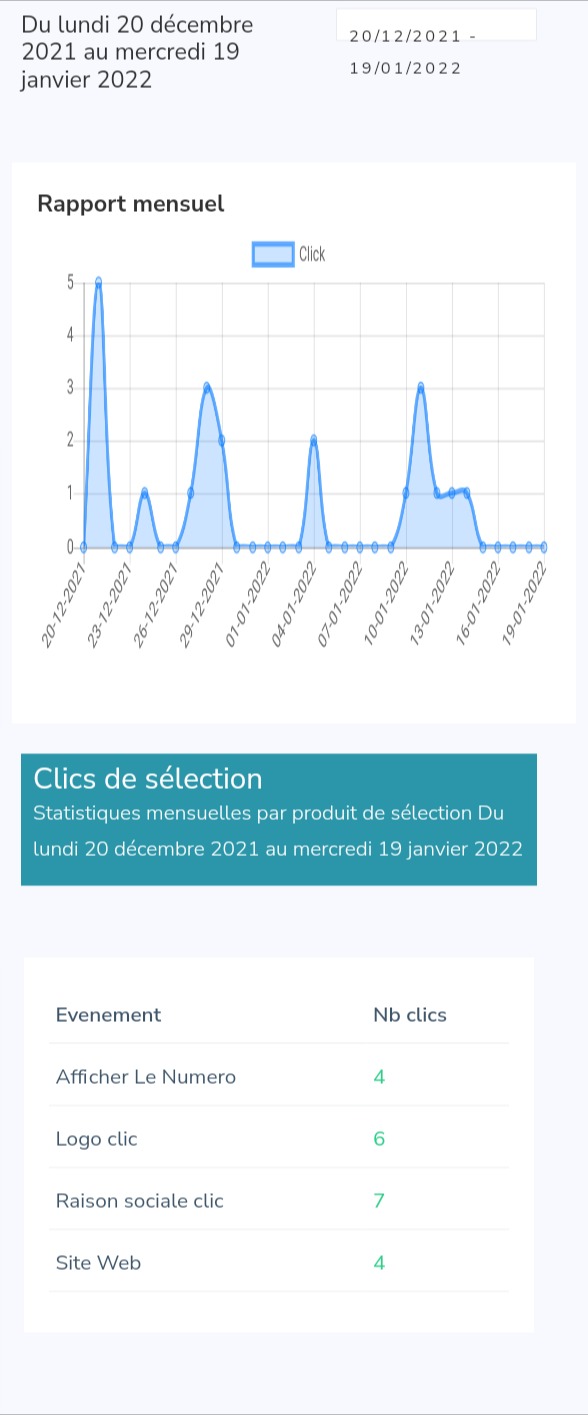 Du lundi 20 décembre
2021 au mercredi 19
janvier 2022
20/12/2021 -
19/01/2022
Rapport mensuel
Click
5
4
3
2
1
0
20-12-2021
23-12-2021
26-12-2021
29-12-2021
01-01-2022
04-01-2022
07-01-2022
10-01-2022
13-01-2022
16-01-2022
19-01-2022
Clics de sélection
Statistiques mensuelles par produit de sélection Du
lundi 20 décembre 2021 au mercredi 19 janvier 2022
Evenement Nb clics
Afficher Le Numero 4
Logo clic 6
Raison sociale clic 7
Site Web 4